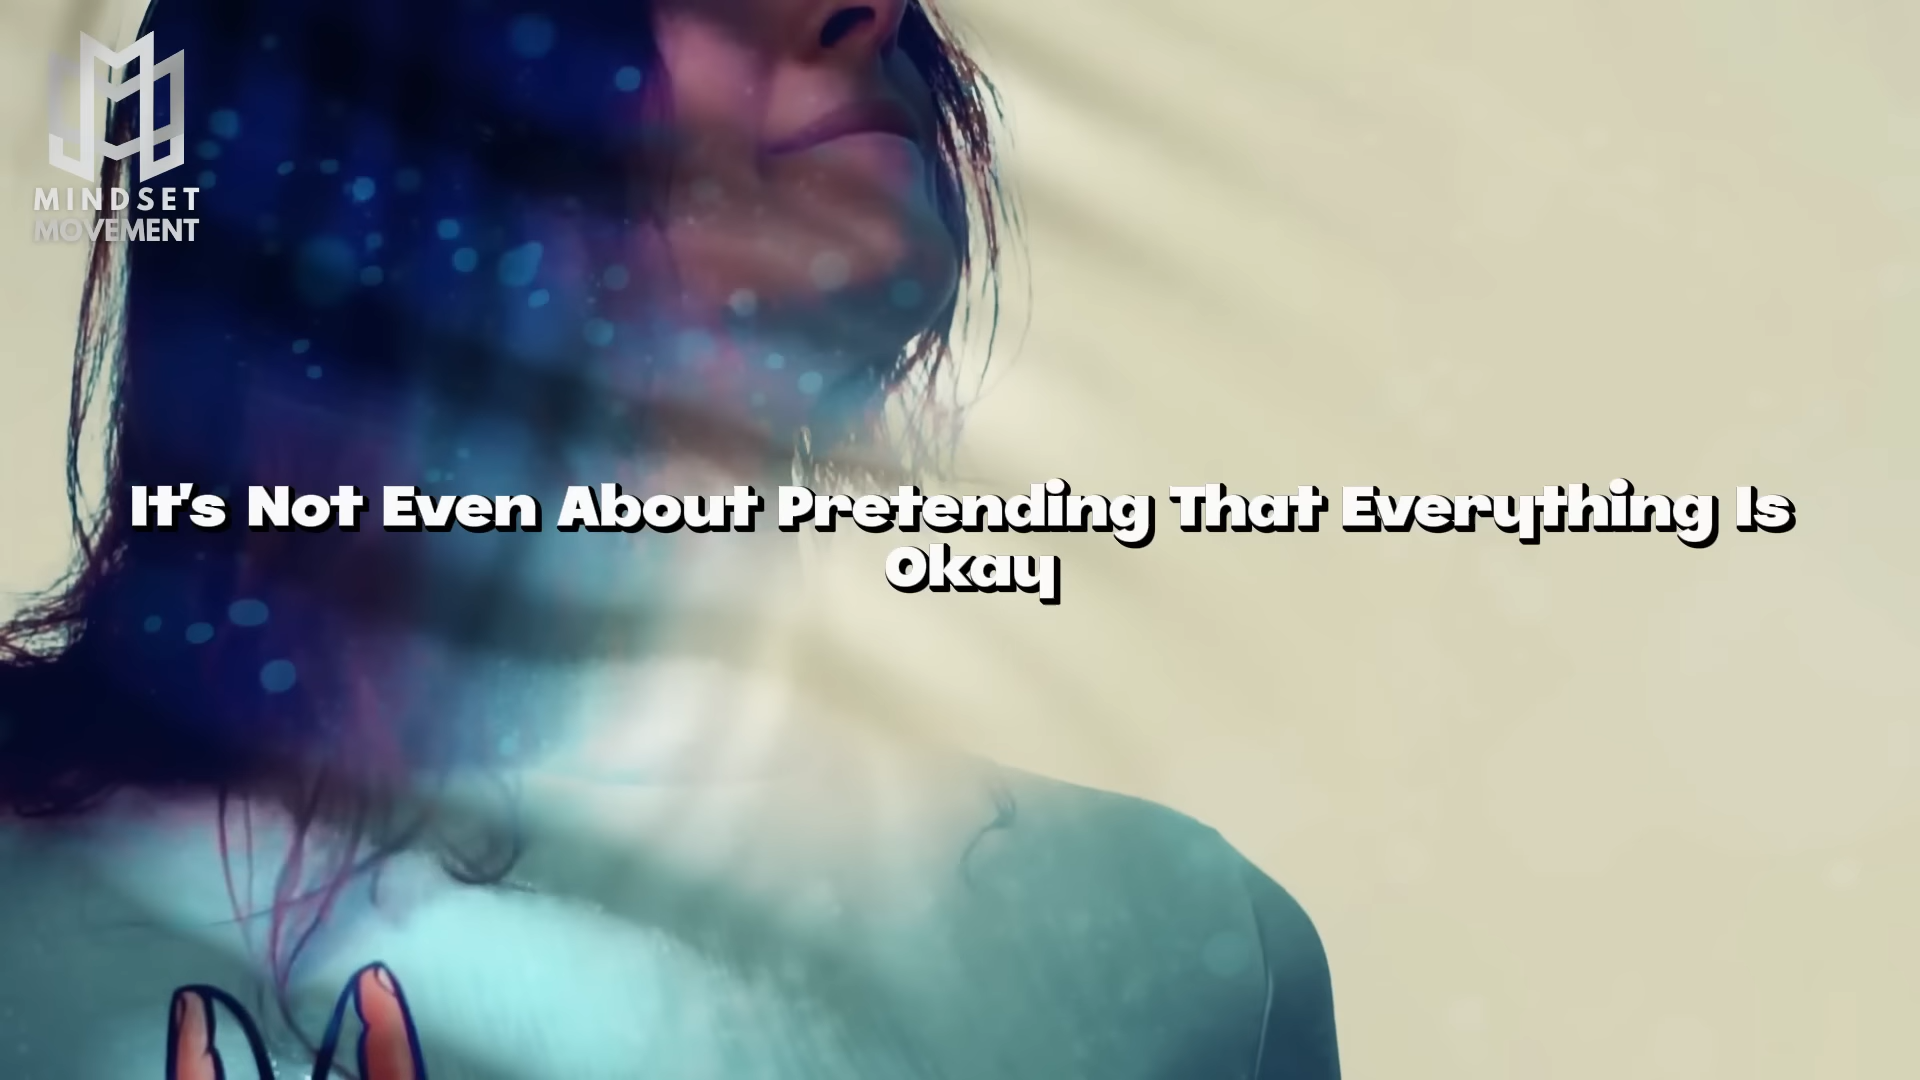 MINDSET
MOVEMENT
It's Not Even About Pretending That Everything Is
Okay